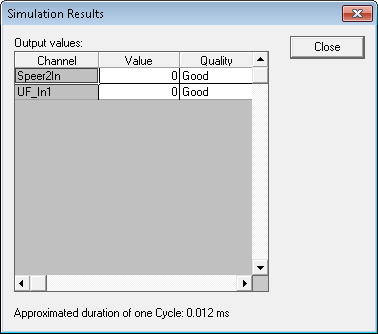 Simulation Results
Output values:
Close
Channel Value Quality
Speer2In 0 Good
UF_In1 0 Good
Approximated duration of one Cycle: 0.012 ms